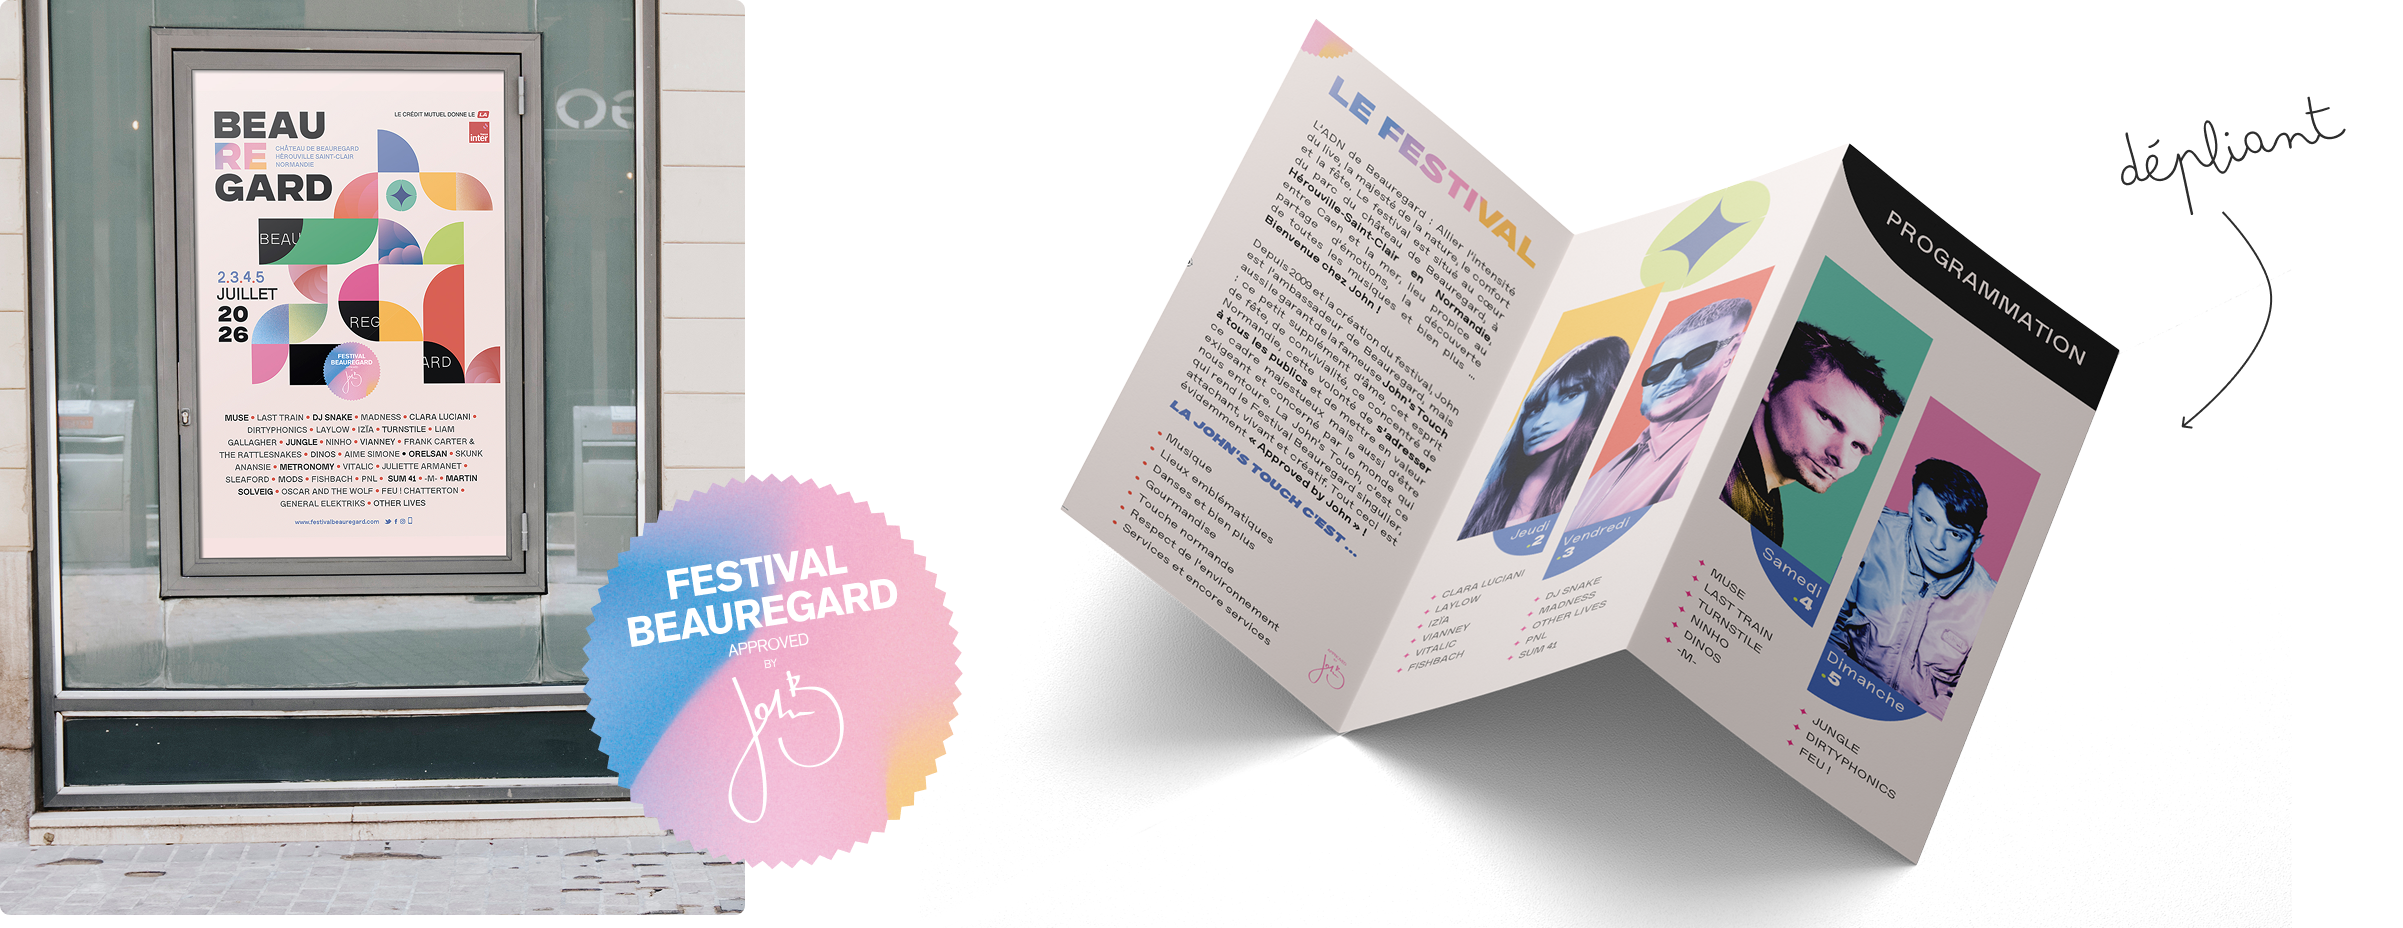 BEAU
RE
GARD
CHÂTEAU DE BEAUREGARD
HÉROUVILLE SAINT-CLAIR
NORMANDIE
LE CRÉDIT MUTUEL DONNE LE LA
inter
BEAU
REG
ARD
2.3.4.5
JUILLET
20
26
FESTIVAL
BEAUREGARD
MUSE • LAST TRAIN • DJ SNAKE • MADNESS • CLARA LUCIANI •
DIRTYPHONICS • LAYLOW • IZÏA • TURNSTILE • LIAM
GALLAGHER • JUNGLE • NINHO • VIANNEY • FRANK CARTER &
THE RATTLESNAKES • DINOS • AIME SIMONE • ORELSAN • SKUNK
ANANSIE • METRONOMY • VITALIC • JULIETTE ARMANET •
SLEAFORD • MODS • FISHBACH • PNL • SUM 41 • -M- • MARTIN
SOLVEIG • OSCAR AND THE WOLF • FEU ! CHATTERTON •
GENERAL ELEKTRIKS • OTHER LIVES
www.festivalbeauregard.com
FESTIVAL
BEAUREGARD
APPROVED
BY
John B
LE FESTIVAL
L'ADN de Beauregard : Allier l'intensité
du live, la majesté de la nature, le confort
et la fête. Le festival est situé au cœur
du parc du château de Beauregard, à
Hérouville-Saint-Clair en Normandie,
entre Caen et la mer, lieu propice au
partage d'émotions, la découverte
de toutes les musiques et bien plus ...
Bienvenue chez John !
Depuis 2009 et la création du festival, John
est l'ambassadeur de Beauregard, mais
aussi le garant de la fameuse John's Touch
; ce petit supplément d'âme, cet esprit
de fête, de convivialité, ce concentré de
Normandie, cette volonté de s'adresser
à tous les publics et de mettre en valeur
ce cadre majestueux mais aussi d'être
exigeant et concerné par le monde qui
nous entoure. La John's Touch, c'est ce
qui rend le Festival Beauregard singulier,
attachant, vivant et créatif. Tout ceci est
évidemment « Approved by John » !
LA JOHN'S TOUCH C'EST ...
• Musique
• Lieux emblématiques
• Danses et bien plus
• Gourmandise
• Touche normande
• Respect de l'environnement
• Services et encore services
Jeudi
.2
CLARA LUCIANI
LAYLOW
IZÏA
VIANNEY
VITALIC
FISHBACH
Vendredi
.3
DJ SNAKE
MADNESS
OTHER LIVES
PNL
SUM 41
PROGRAMMATION
Samedi
.4
MUSE
LAST TRAIN
TURNSTILE
NINHO
DINOS
-M-
Dimanche
.5
JUNGLE
DIRTYPHONICS
FEU !
dépliant